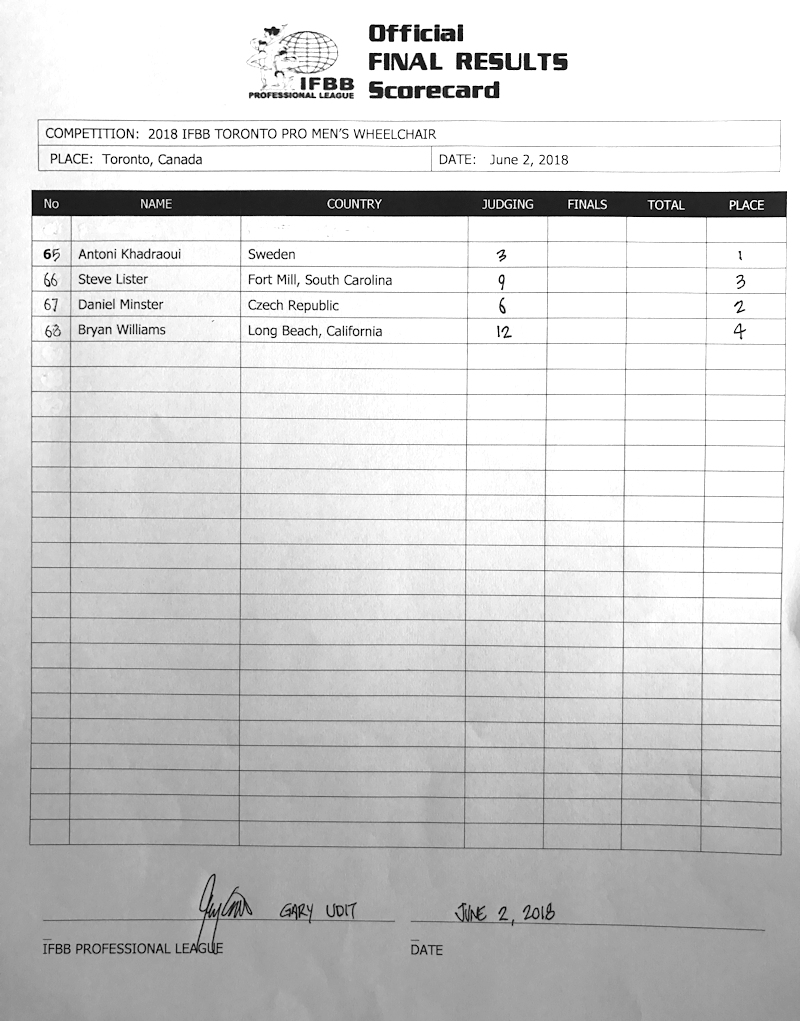 Official
FINAL RESULTS
Scorecard
IFBB
PROFESSIONAL LEAGUE
COMPETITION: 2018 IFBB TORONTO PRO MEN'S WHEELCHAIR
PLACE: Toronto, Canada DATE: June 2, 2018
No NAME COUNTRY JUDGING FINALS TOTAL PLACE
65 Antoni Khadraoui Sweden 3 1
66 Steve Lister Fort Mill, South Carolina 9 3
67 Daniel Minster Czech Republic 6 2
68 Bryan Williams Long Beach, California 12 4
GARY UDIT JUNE 2, 2018
IFBB PROFESSIONAL LEAGUE DATE